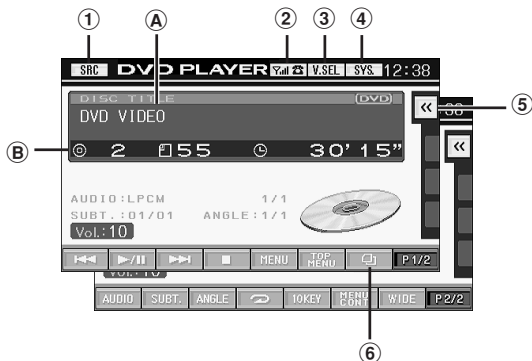 1 A 2 3 4
SRC DVD PLAYER V.SEL SYS. 12:38
DISC TITLE DVD
DVD VIDEO
« 5
B 2 55 30'15"
«
AUDIO:LPCM 1/1
SUBT.:01/01 ANGLE:1/1
Vol.:10
MENU TOP MENU P1/2
AUDIO SUBT. ANGLE 10KEY MENU CONT WIDE P2/2
6